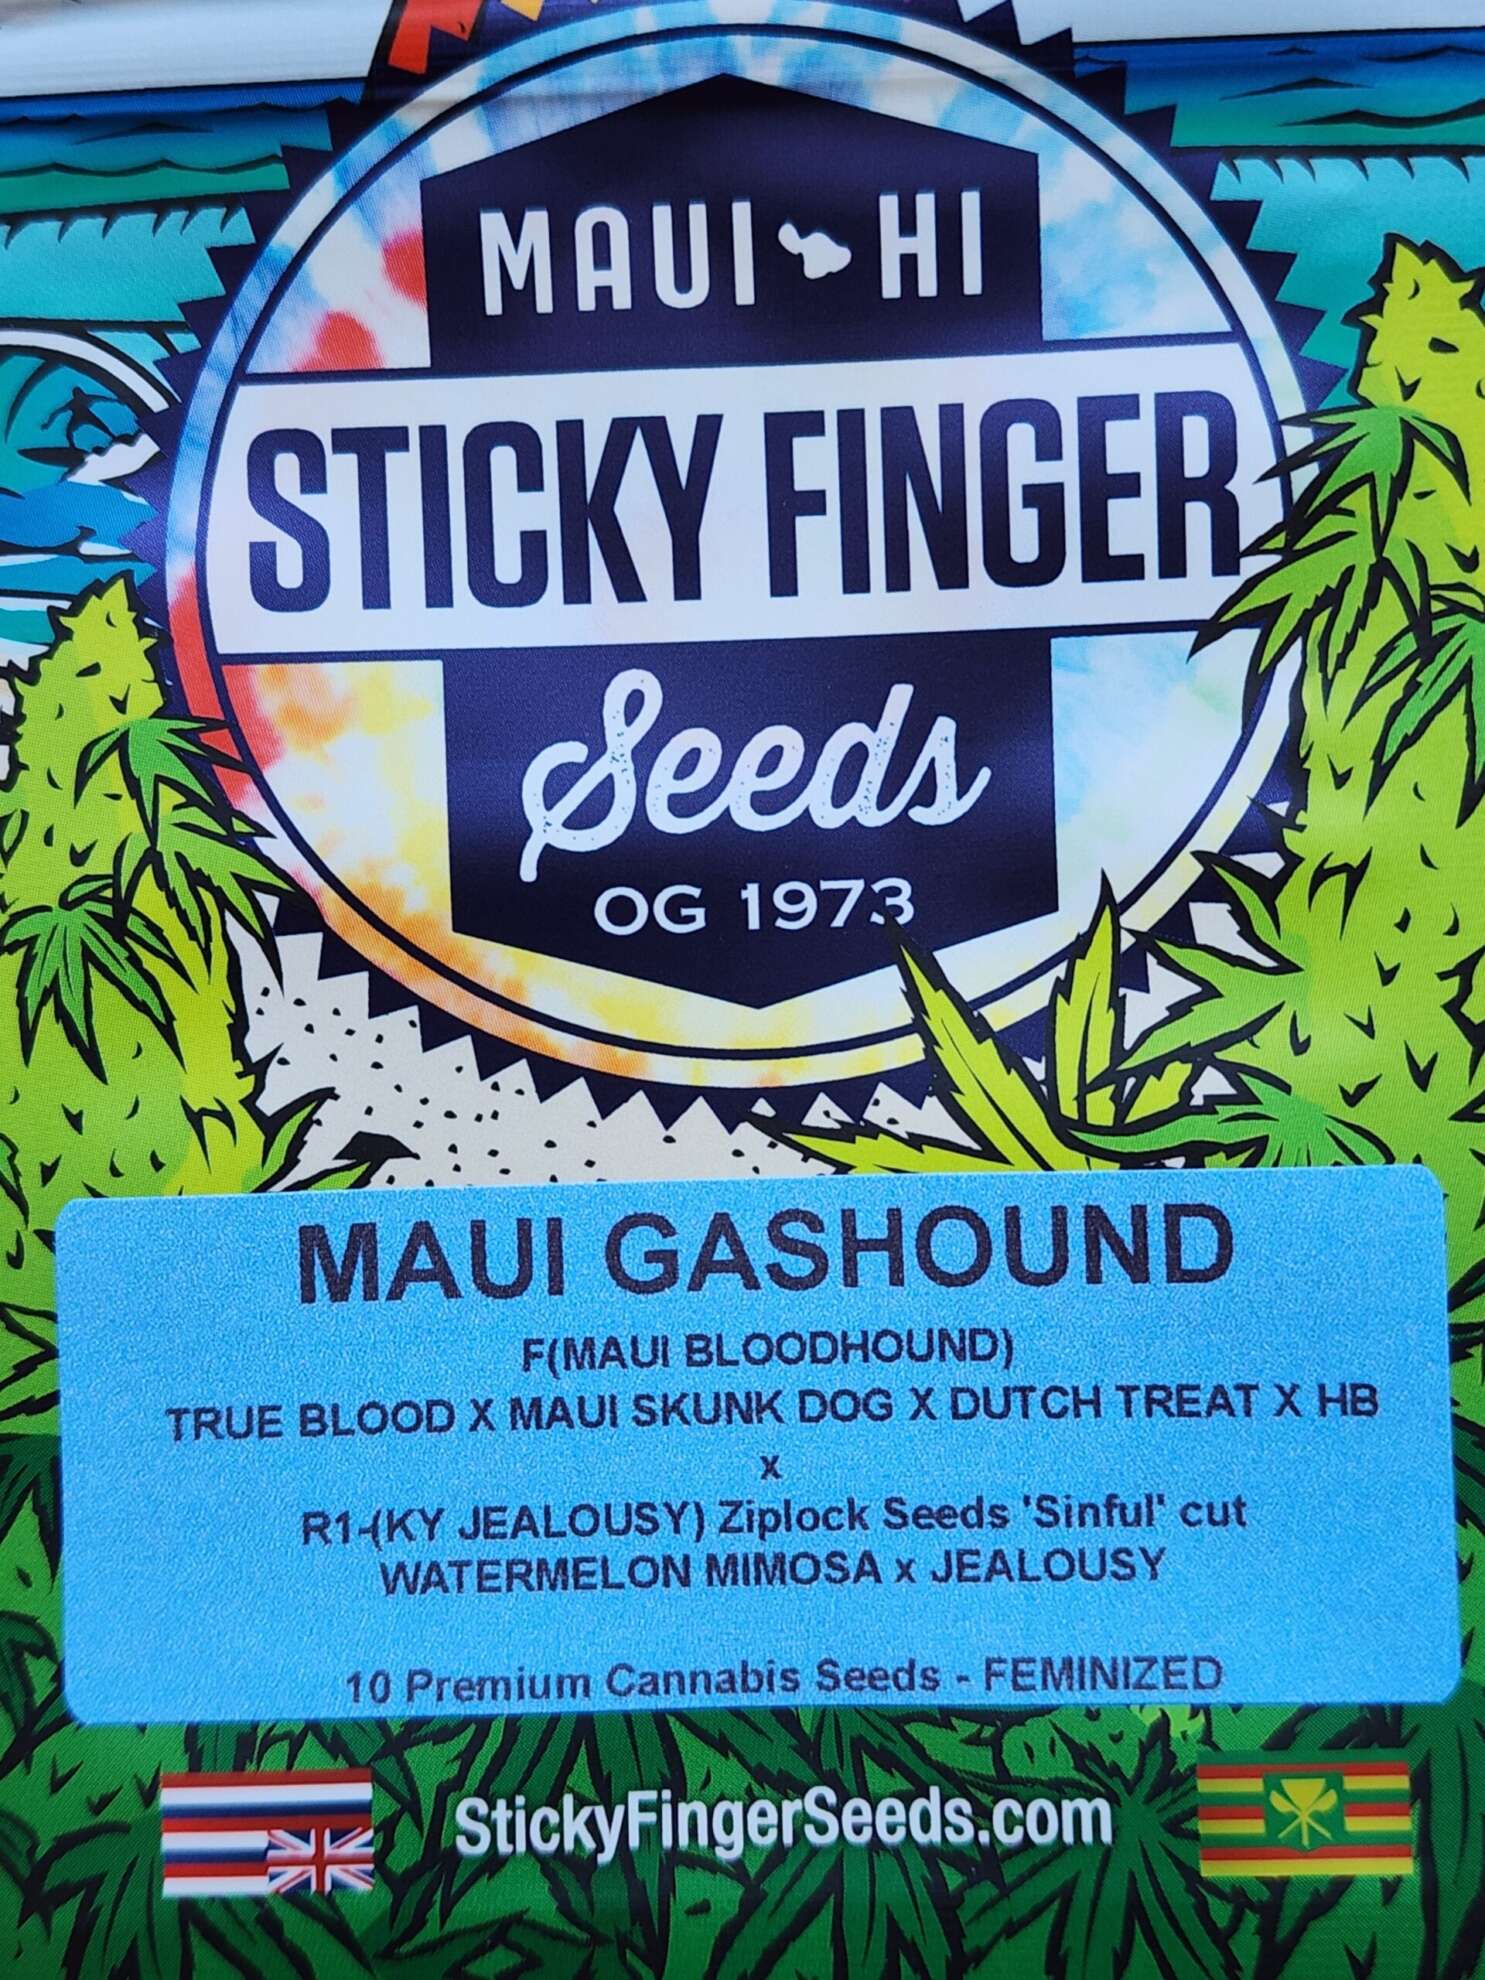 MAUI HI
STICKY FINGER
Seeds
OG 1973
MAUI GASHOUND
F(MAUI BLOODHOUND)
TRUE BLOOD X MAUI SKUNK DOG X DUTCH TREAT X HB
x
R1-(KY JEALOUSY) Ziplock Seeds 'Sinful' cut
WATERMELON MIMOSA x JEALOUSY
10 Premium Cannabis Seeds - FEMINIZED
StickyFingerSeeds.com